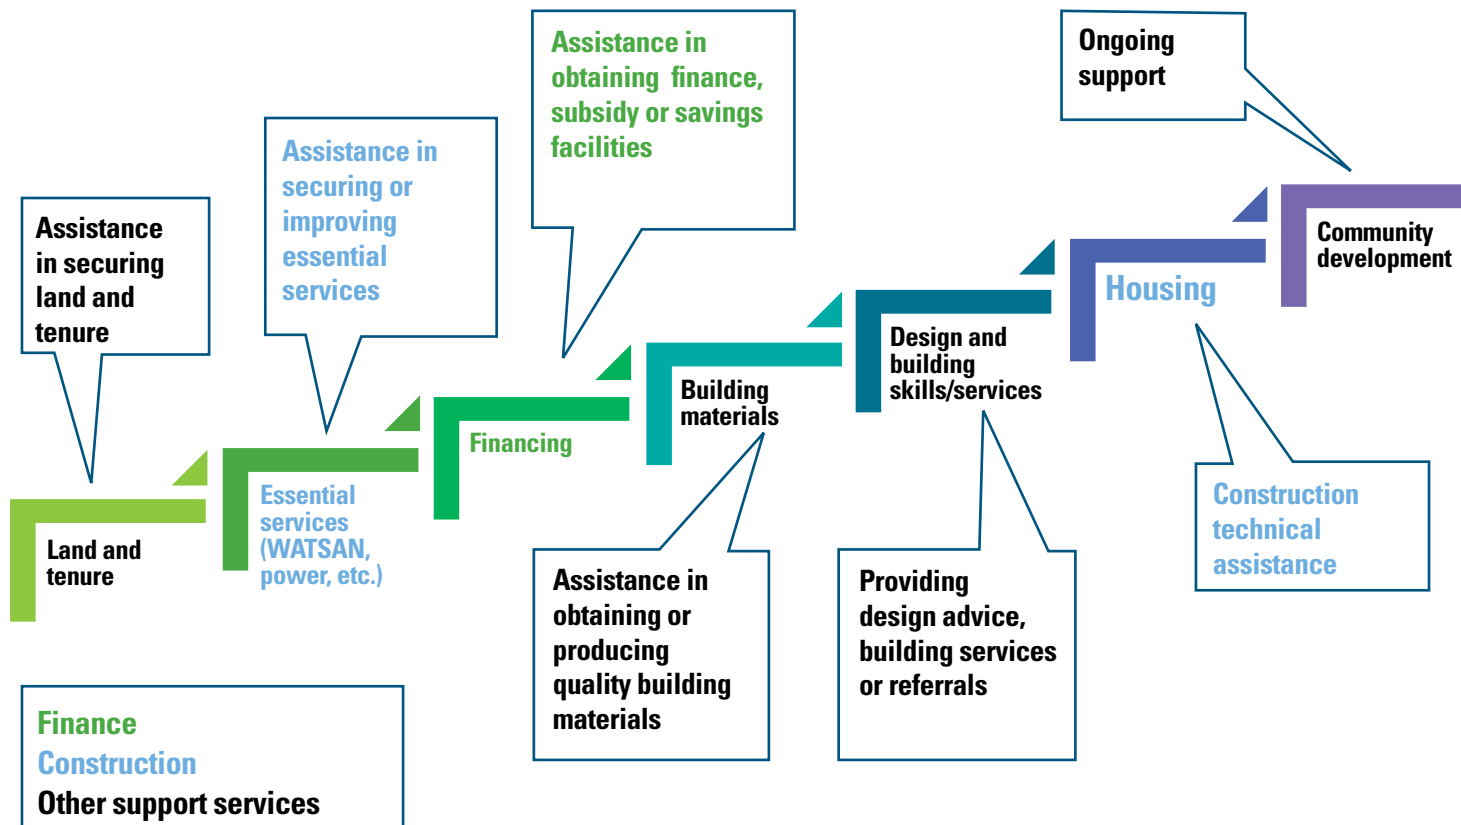 Assistance
in securing
land and
tenure
Assistance in
securing or
improving
essential
services
Assistance in
obtaining finance,
subsidy or savings
facilities
Ongoing
support
Land and
tenure
Essential
services
(WATSAN,
power, etc.)
Financing
Building
materials
Design and
building
skills/services
Housing
Community
development
Assistance in
obtaining or
producing
quality building
materials
Providing
design advice,
building services
or referrals
Construction
technical
assistance
Finance
Construction
Other support services